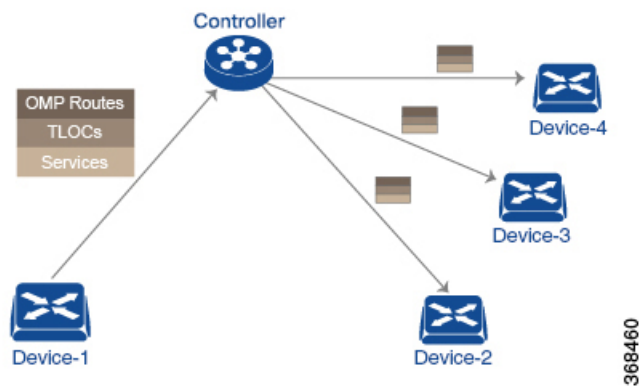 Controller
OMP Routes
TLOCs
Services
Device-4
Device-3
Device-1
Device-2
368460